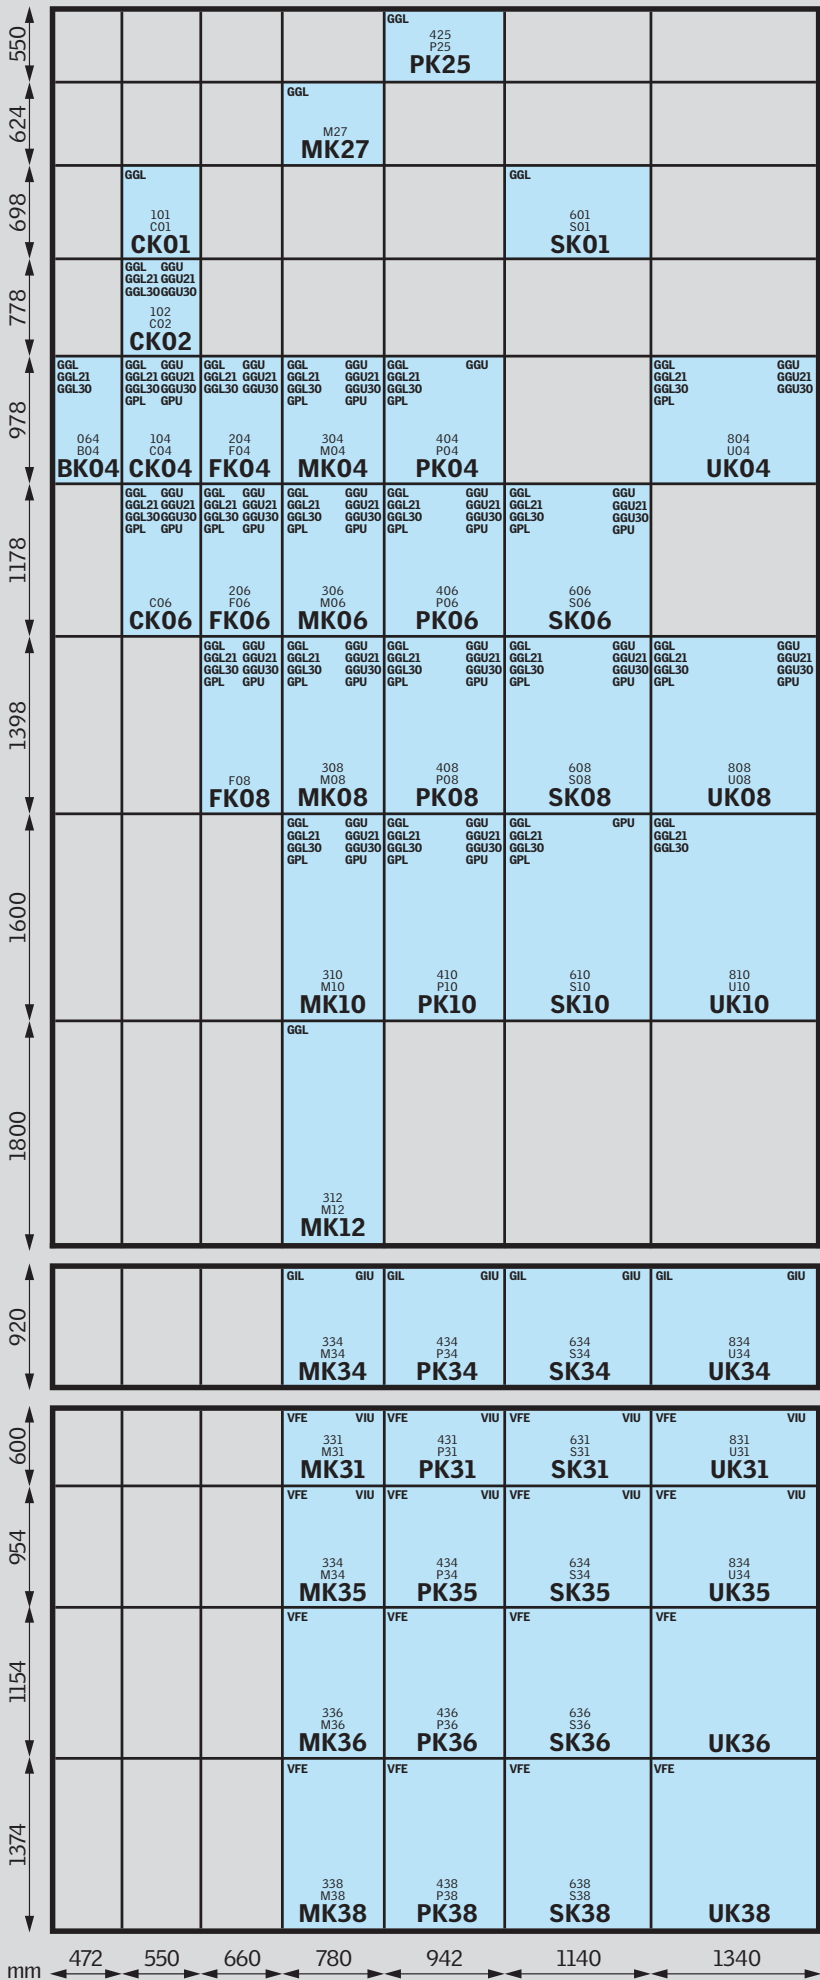 550
GGL
425
P25
PK25
624
GGL
M27
MK27
698
GGL
101
C01
CK01
GGL
601
S01
SK01
778
GGL GGU
GGL21 GGU21
GGL30 GGU30
102
C02
CK02
978
GGL
GGL21
GGL30
064
B04
BK04
GGL GGU
GGL21 GGU21
GGL30 GGU30
GPL GPU
104
C04
CK04
GGL GGU
GGL21 GGU21
GGL30 GGU30
204
F04
FK04
GGL GGU
GGL21 GGU21
GGL30 GGU30
GPL GPU
304
M04
MK04
GGL GGU
GGL21
GGL30
GPL
404
P04
PK04
GGL GGU
GGL21 GGU21
GGL30 GGU30
GPL
804
U04
UK04
1178
GGL GGU
GGL21 GGU21
GGL30 GGU30
GPL GPU
C06
CK06
GGL GGU
GGL21 GGU21
GGL30 GGU30
GPL GPU
206
F06
FK06
GGL GGU
GGL21 GGU21
GGL30 GGU30
GPL GPU
306
M06
MK06
GGL GGU
GGL21 GGU21
GGL30 GGU30
GPL GPU
406
P06
PK06
GGL GGU
GGL21 GGU21
GGL30 GGU30
GPL GPU
606
S06
SK06
1398
GGL GGU
GGL21 GGU21
GGL30 GGU30
GPL GPU
F08
FK08
GGL GGU
GGL21 GGU21
GGL30 GGU30
GPL GPU
308
M08
MK08
GGL GGU
GGL21 GGU21
GGL30 GGU30
GPL GPU
408
P08
PK08
GGL GGU
GGL21 GGU21
GGL30 GGU30
GPL GPU
608
S08
SK08
GGL GGU
GGL21 GGU21
GGL30 GGU30
GPL GPU
808
U08
UK08
1600
GGL GGU
GGL21 GGU21
GGL30 GGU30
GPL GPU
310
M10
MK10
GGL GGU
GGL21 GGU21
GGL30 GGU30
GPL GPU
410
P10
PK10
GGL GPU
GGL21
GGL30
GPL
610
S10
SK10
GGL
GGL21
GGL30
810
U10
UK10
1800
GGL
312
M12
MK12
920
GIL GIU
334
M34
MK34
GIL GIU
434
P34
PK34
GIL GIU
634
S34
SK34
GIL GIU
834
U34
UK34
600
VFE VIU
331
M31
MK31
VFE VIU
431
P31
PK31
VFE VIU
631
S31
SK31
VFE VIU
831
U31
UK31
954
VFE VIU
334
M34
MK35
VFE VIU
434
P34
PK35
VFE VIU
634
S34
SK35
VFE VIU
834
U34
UK35
1154
VFE
336
M36
MK36
VFE
436
P36
PK36
VFE
636
S36
SK36
VFE
UK36
1374
VFE
338
M38
MK38
VFE
438
P38
PK38
VFE
638
S38
SK38
VFE
UK38
mm 472 550 660 780 942 1140 1340